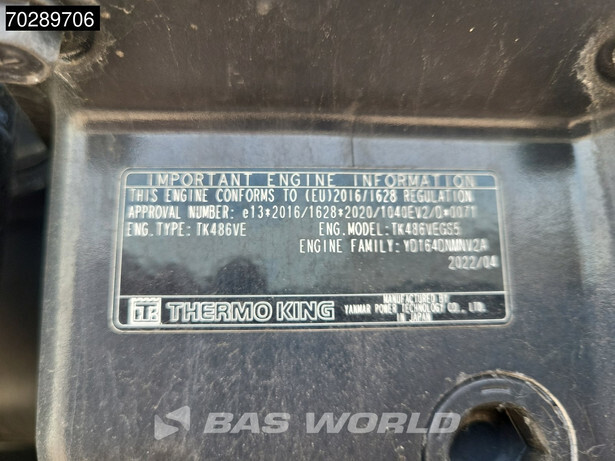 70289706
IMPORTANT ENGINE INFORMATION
THIS ENGINE CONFORMS TO (EU)2016/1628 REGULATION
APPROVAL NUMBER: e13*2016/1628*2020/1040EV2/D*0071
ENG.TYPE: TK486VE ENG.MODEL: TK486VEGS5
ENGINE FAMILY:
2022/04
THERMO KING
MANUFACTURED BY
YANMAR POWER TECHNOLOGY CO., LTD.
IN JAPAN
BAS WORLD